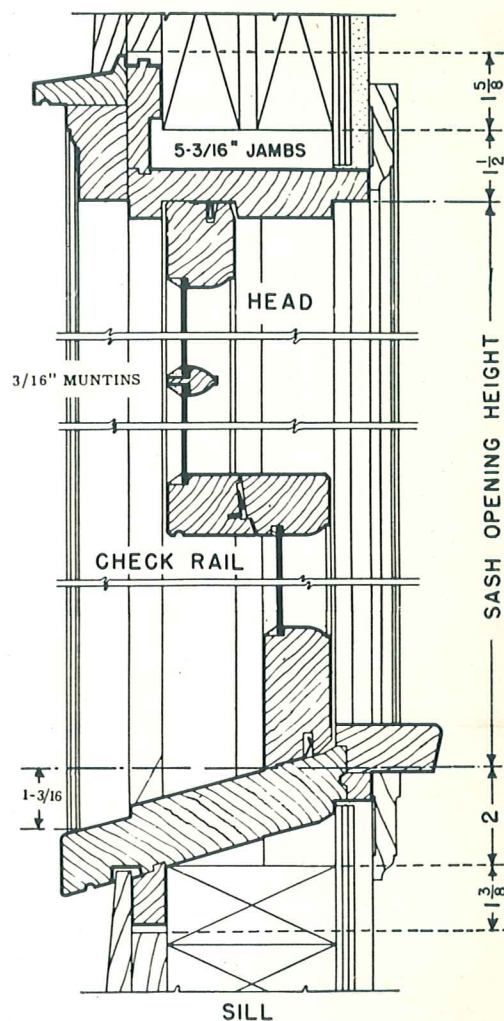 1 5/8
5-3/16" JAMBS
1 1/2
HEAD
3/16" MUNTINS
SASH OPENING HEIGHT
CHECK RAIL
1-3/16
2
1 3/8
SILL